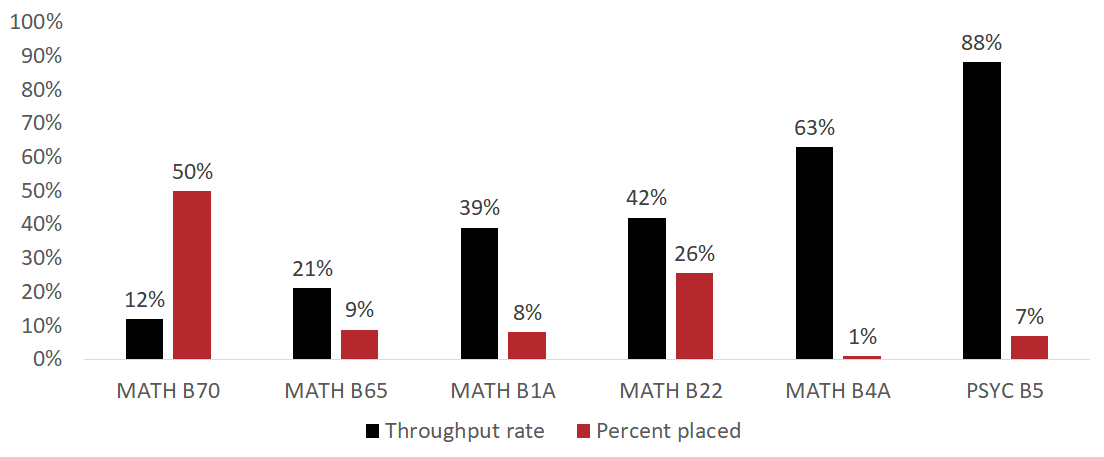 100%
90%
80%
70%
60%
50%
40%
30%
20%
10%
0%
12%
50%
21%
9%
39%
8%
42%
26%
63%
1%
88%
7%
MATH B70
MATH B65
MATH B1A
MATH B22
MATH B4A
PSYC B5
Throughput rate
Percent placed